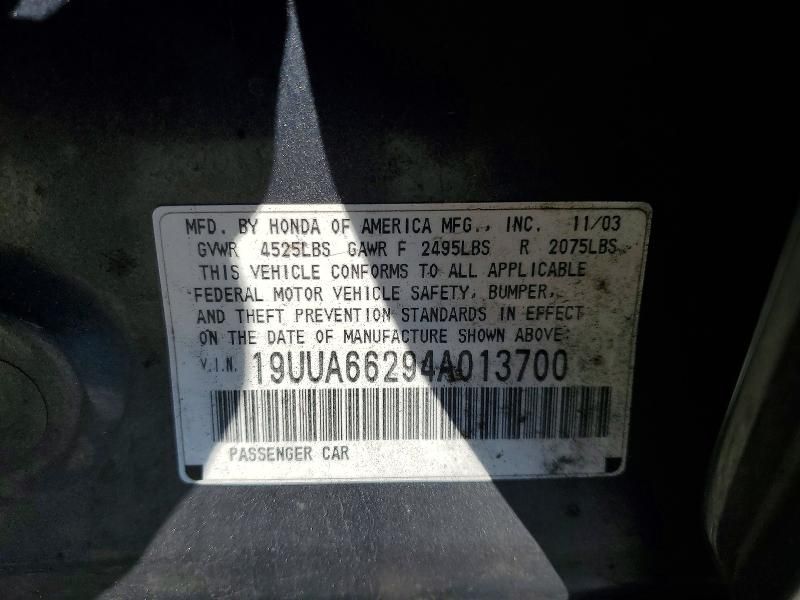 MFD. BY HONDA OF AMERICA MFG., INC. 11/03
GVWR 4525LBS GAWR F 2495LBS R 2075LBS
THIS VEHICLE CONFORMS TO ALL APPLICABLE
FEDERAL MOTOR VEHICLE SAFETY, BUMPER,
AND THEFT PREVENTION STANDARDS IN EFFECT
ON THE DATE OF MANUFACTURE SHOWN ABOVE.
V.I.N. 19UUA66294A013700
PASSENGER CAR